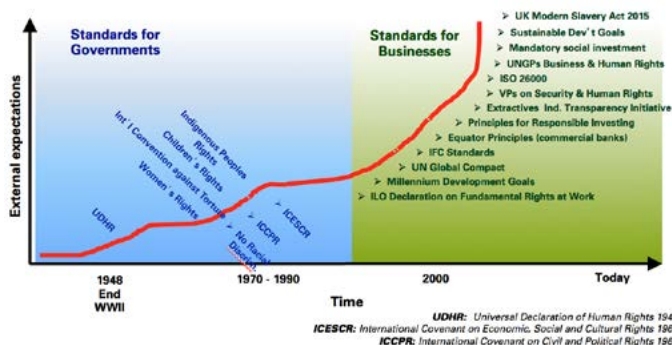 Standards for Governments
Standards for Businesses
External expectations
UDHR
Women's Rights
Int'l Convention against Torture
Children's Rights
Indigenous Peoples
Rights
No Racial
Discri
ICCPR
ICESCR
➢ UK Modern Slavery Act 2015
➢ Sustainable Dev't Goals
➢ Mandatory social investment
➢ UNGPs Business & Human Rights
➢ ISO 26000
➢ VPs on Security & Human Rights
➢ Extractives Ind. Transparency Initiative
➢ Principles for Responsible Investing
➢ Equator Principles (commercial banks)
➢ IFC Standards
➢ UN Global Compact
➢ Millennium Development Goals
➢ ILO Declaration on Fundamental Rights at Work
1948
End
WWII
1970 - 1990
2000
Today
Time
UDHR: Universal Declaration of Human Rights 194
ICESCR: International Covenant on Economic, Social and Cultural Rights 196
ICCPR: International Covenant on Civil and Political Rights